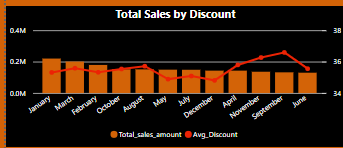 Total Sales by Discount
0.4M
0.2M
0.0M
38
36
34
January
March
February
October
August
May
July
December
April
November
September
June
Total_sales_amount
Avg_Discount